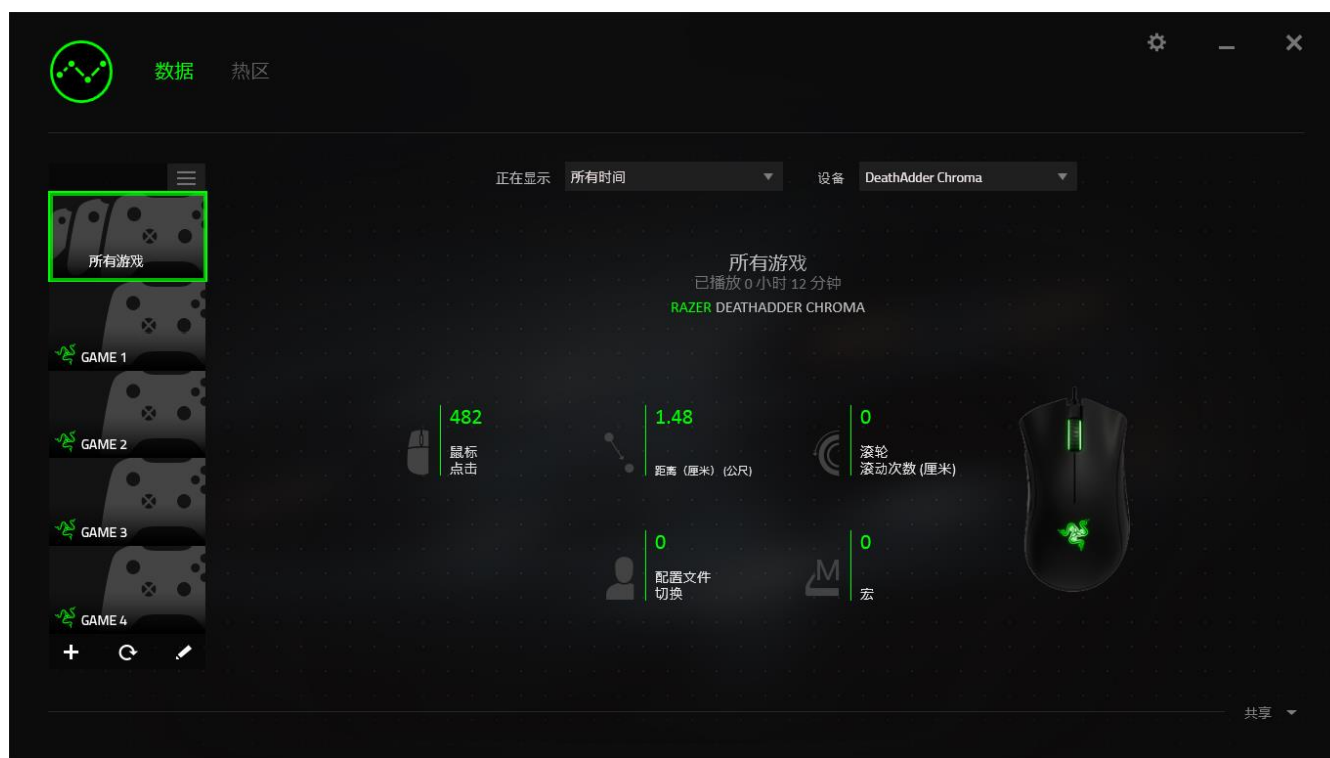 数据 热区
正在显示 所有时间 设备 DeathAdder Chroma
所有游戏
GAME 1
GAME 2
GAME 3
GAME 4
所有游戏
已播放 0 小时 12 分钟
RAZER DEATHADDER CHROMA
482
鼠标
点击
1.48
距离（厘米）(公尺)
0
滚轮
滚动次数 (厘米)
0
配置文件
切换
M
0
宏
共享